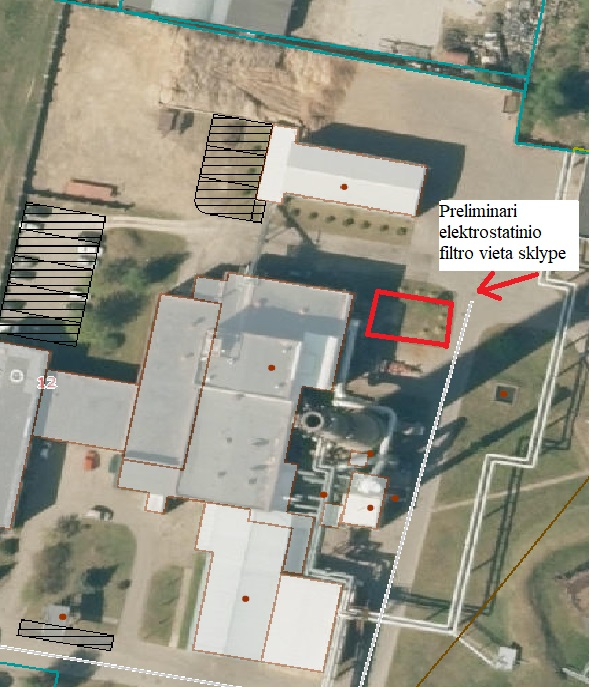 Preliminari
elektrostatinio
filtro vieta sklype
12